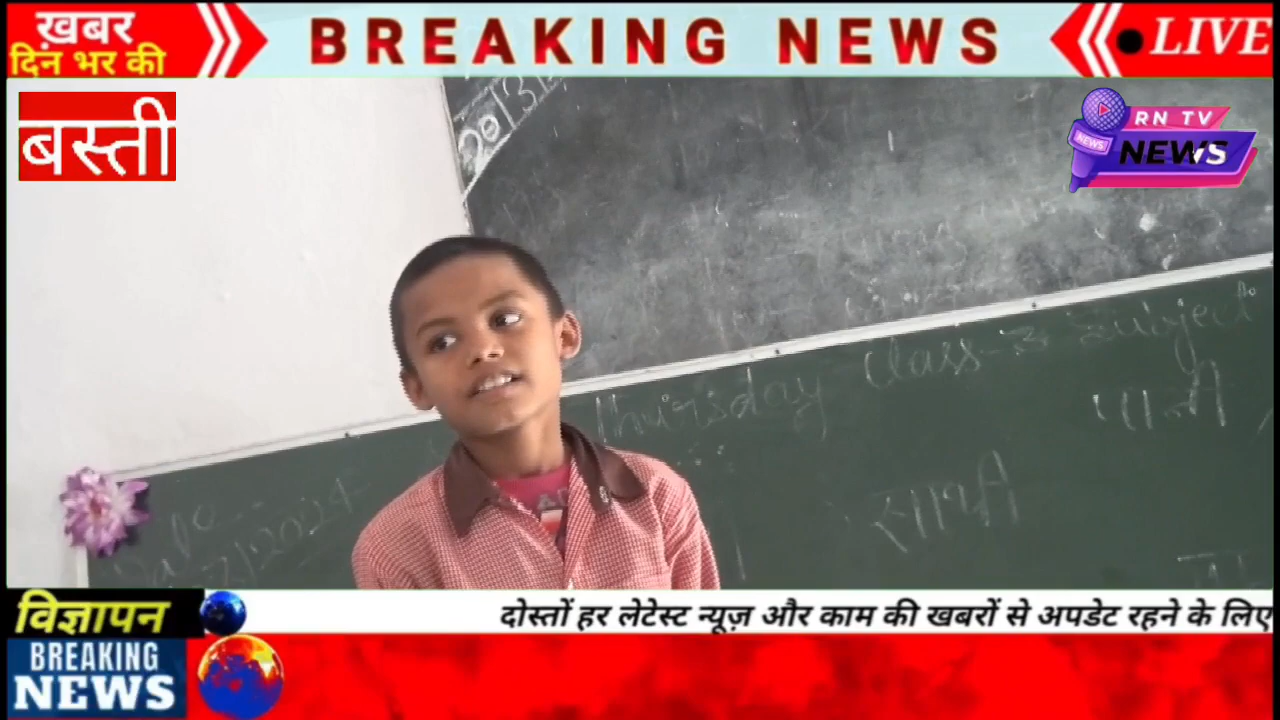 ख़बर
दिन भर की
BREAKING NEWS
LIVE
बस्ती
RN TV
NEWS
NEWS
Thursday Class-3 Subject
2024
विज्ञापन
दोस्तों हर लेटेस्ट न्यूज़ और काम की खबरों से अपडेट रहने के लिए
BREAKING
NEWS